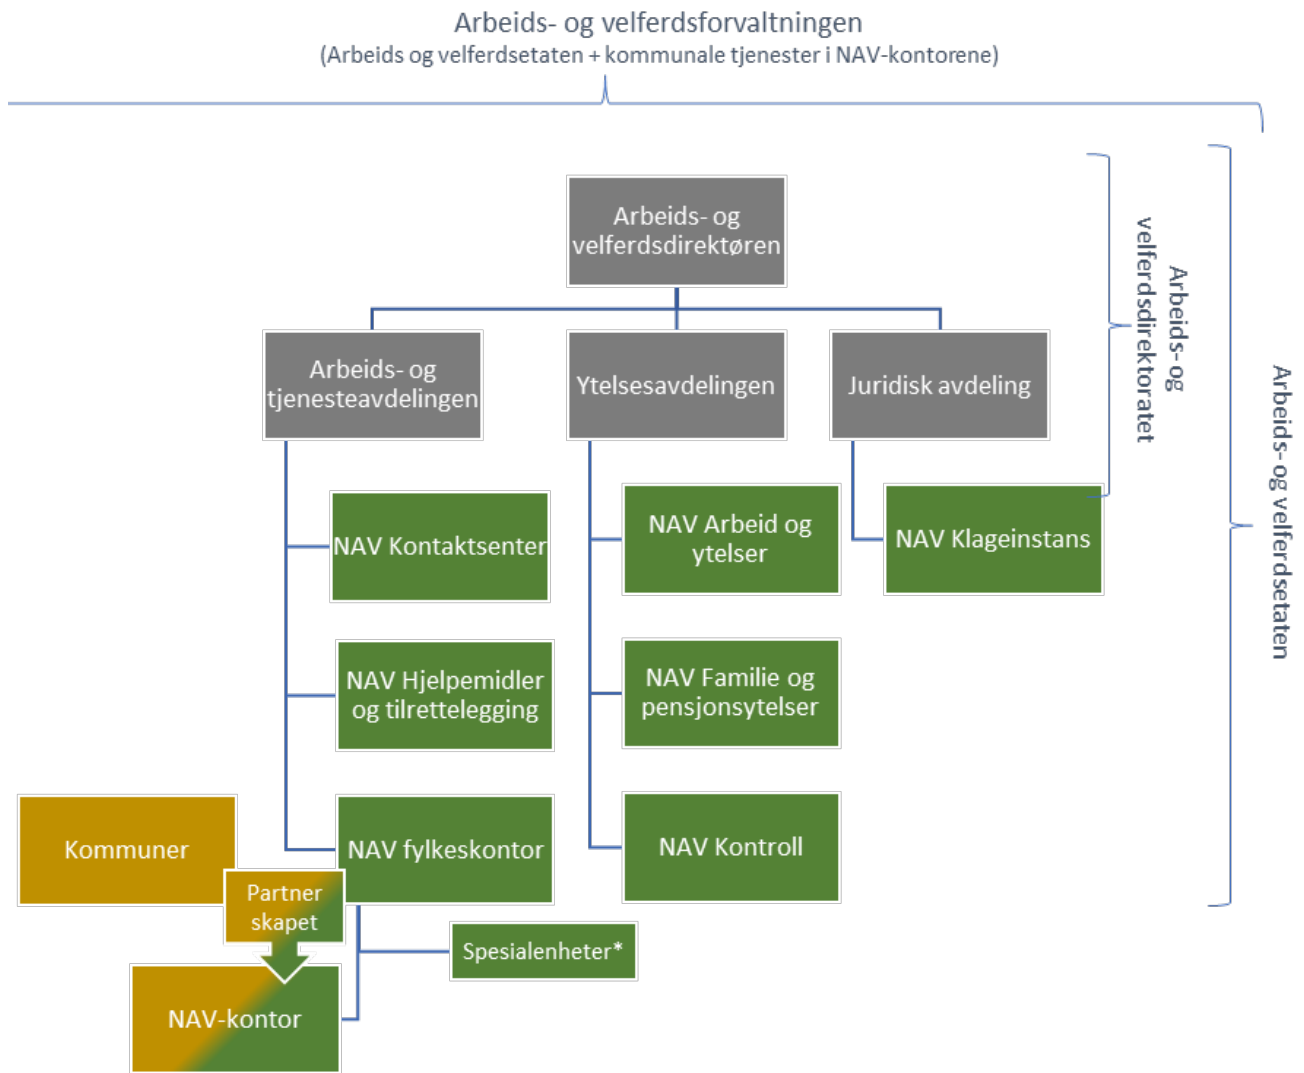 Arbeids- og velferdsforvaltningen
(Arbeids og velferdsetaten + kommunale tjenester i NAV-kontorene)
Arbeids- og
velferdsdirektøren
Arbeids- og
tjenesteavdelingen
Ytelsesavdelingen
Juridisk avdeling
Arbeids- og
velferdsdirektoratet
Arbeids- og velferdsetaten
NAV Kontaktsenter
NAV Arbeid og
ytelser
NAV Klageinstans
NAV Hjelpemidler
og tilrettelegging
NAV Familie og
pensjonsytelser
Kommuner
NAV fylkeskontor
NAV Kontroll
Partner
skapet
Spesialenheter*
NAV-kontor